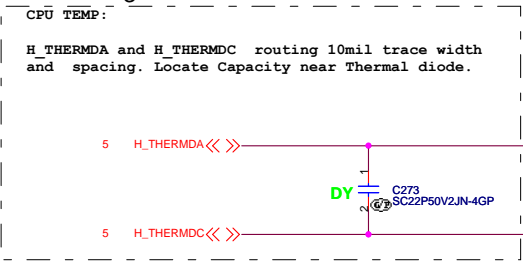 CPU TEMP:
H_THERMDA and H_THERMDC routing 10mil trace width
and spacing. Locate Capacity near Thermal diode.
5 H_THERMDA
1
DY
C273
SC22P50V2JN-4GP
2
G/P
5 H_THERMDC